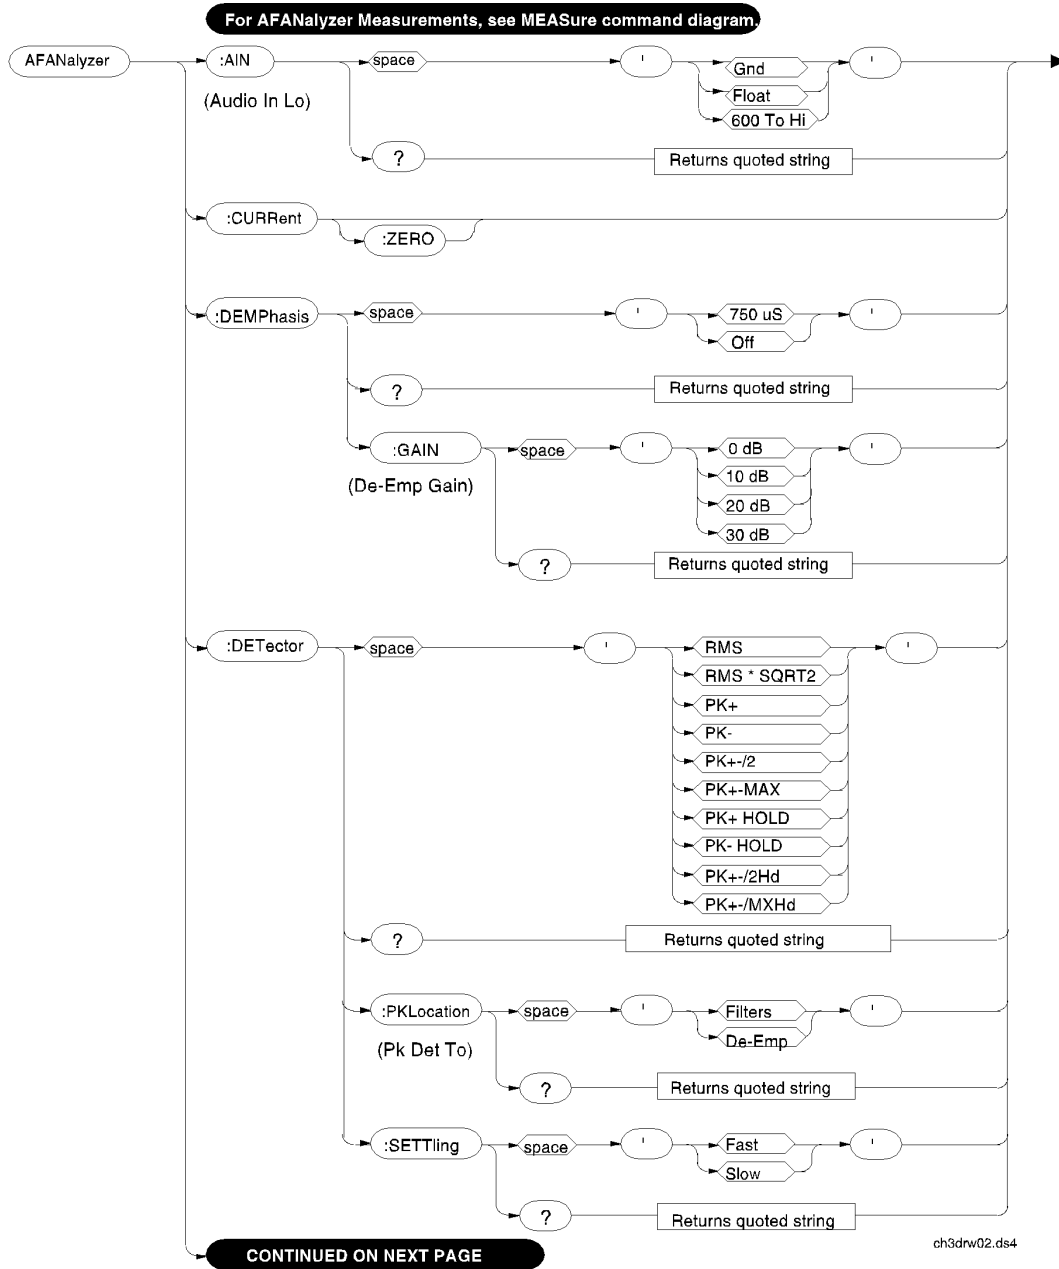 For AFANalyzer Measurements, see MEASure command diagram.
AFANalyzer :AIN space ' Gnd '
(Audio In Lo) Float
600 To Hi
? Returns quoted string
:CURRent
:ZERO
:DEMPhasis space ' 750 uS '
Off
? Returns quoted string
:GAIN space ' 0 dB '
(De-Emp Gain) 10 dB
20 dB
30 dB
? Returns quoted string
:DETector space ' RMS '
RMS * SQRT2
PK+
PK-
PK+-/2
PK+-MAX
PK+ HOLD
PK- HOLD
PK+-/2Hd
PK+-/MXHd
? Returns quoted string
:PKLocation space ' Filters '
(Pk Det To) De-Emp
? Returns quoted string
:SETTling space ' Fast '
Slow
? Returns quoted string
CONTINUED ON NEXT PAGE
ch3drw02.ds4